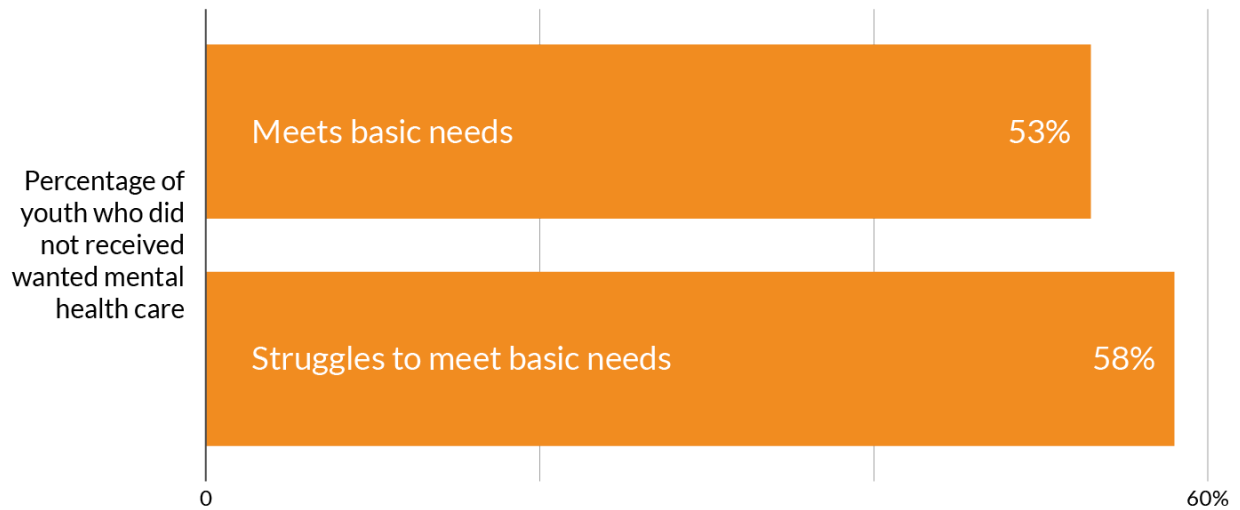 Meets basic needs 53%
Percentage of
youth who did
not received
wanted mental
health care
Struggles to meet basic needs 58%
0 60%